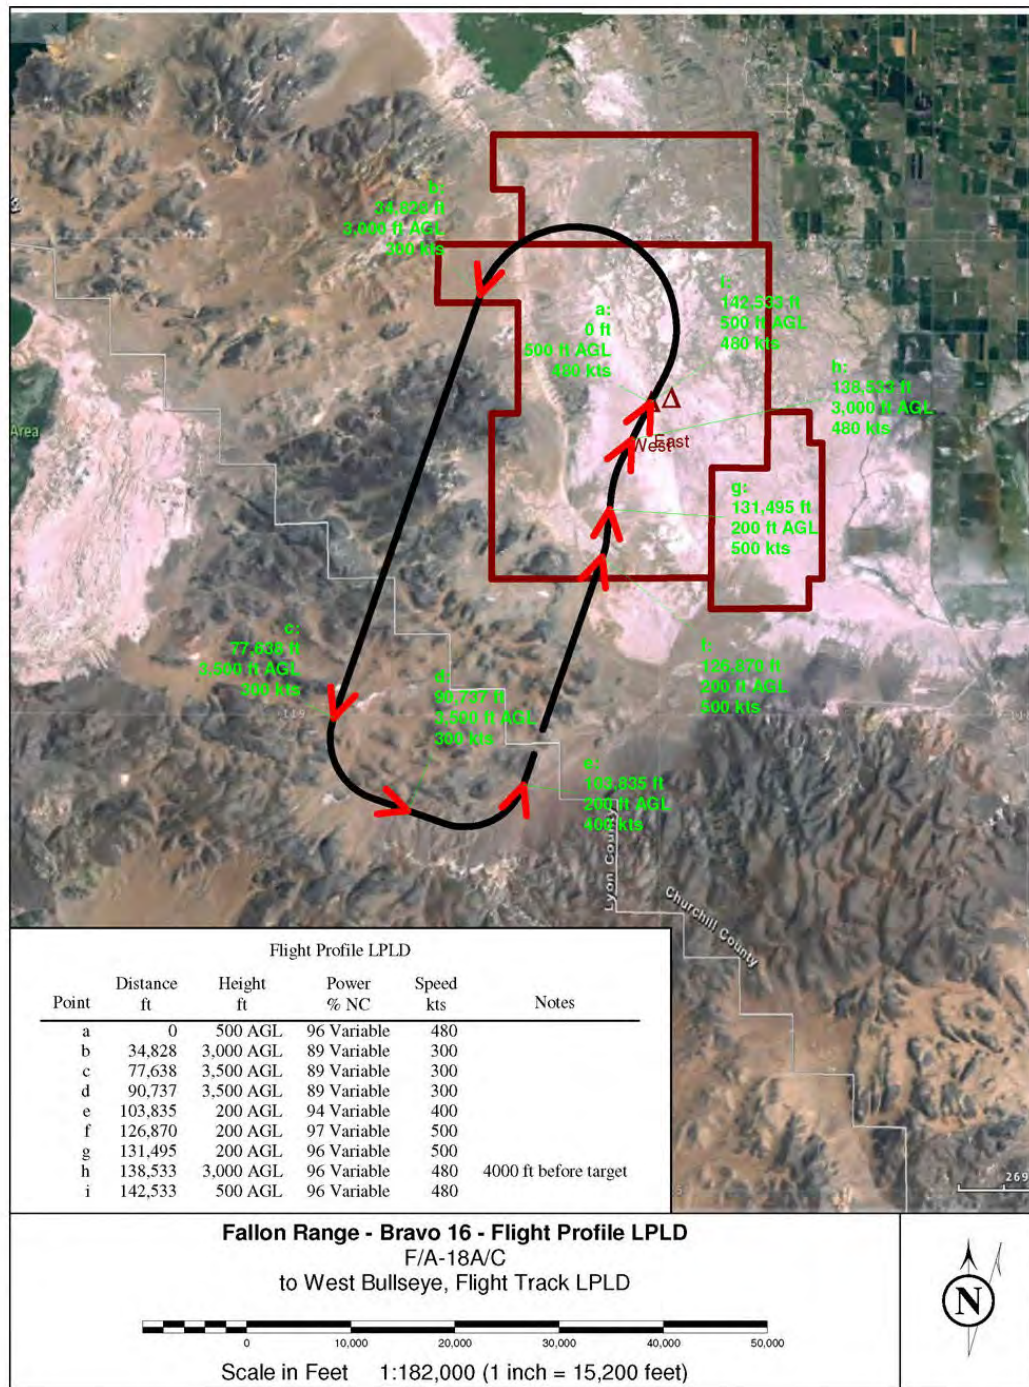 b:
34,828 ft
3,000 ft AGL
300 kts
a:
0 ft
500 ft AGL
480 kts
i:
142,533 ft
500 ft AGL
480 kts
h:
138,533 ft
3,000 ft AGL
480 kts
Δ
West
East
Area
g:
131,495 ft
200 ft AGL
500 kts
c:
77,638 ft
3,500 ft AGL
300 kts
d:
90,737 ft
3,500 ft AGL
300 kts
f:
126,870 ft
200 ft AGL
500 kts
119
e:
103,835 ft
200 ft AGL
400 kts
Lyon County
Churchill County
269
Flight Profile LPLD
Point Distance ft Height ft Power % NC Speed kts Notes
a 0 500 AGL 96 Variable 480
b 34,828 3,000 AGL 89 Variable 300
c 77,638 3,500 AGL 89 Variable 300
d 90,737 3,500 AGL 89 Variable 300
e 103,835 200 AGL 94 Variable 400
f 126,870 200 AGL 97 Variable 500
g 131,495 200 AGL 96 Variable 500
h 138,533 3,000 AGL 96 Variable 480 4000 ft before target
i 142,533 500 AGL 96 Variable 480
Fallon Range - Bravo 16 - Flight Profile LPLD
F/A-18A/C
to West Bullseye, Flight Track LPLD
0 10,000 20,000 30,000 40,000 50,000
Scale in Feet 1:182,000 (1 inch = 15,200 feet)
N